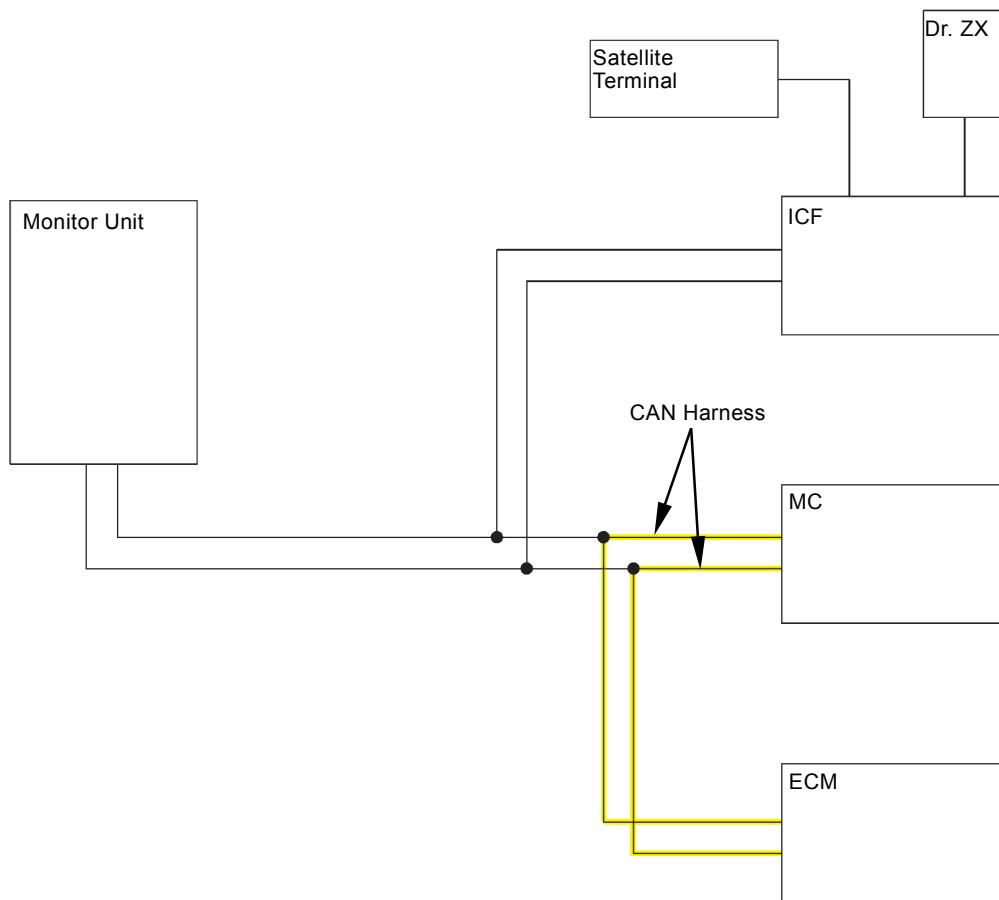 Dr. ZX
Satellite
Terminal
Monitor Unit
ICF
CAN Harness
MC
ECM